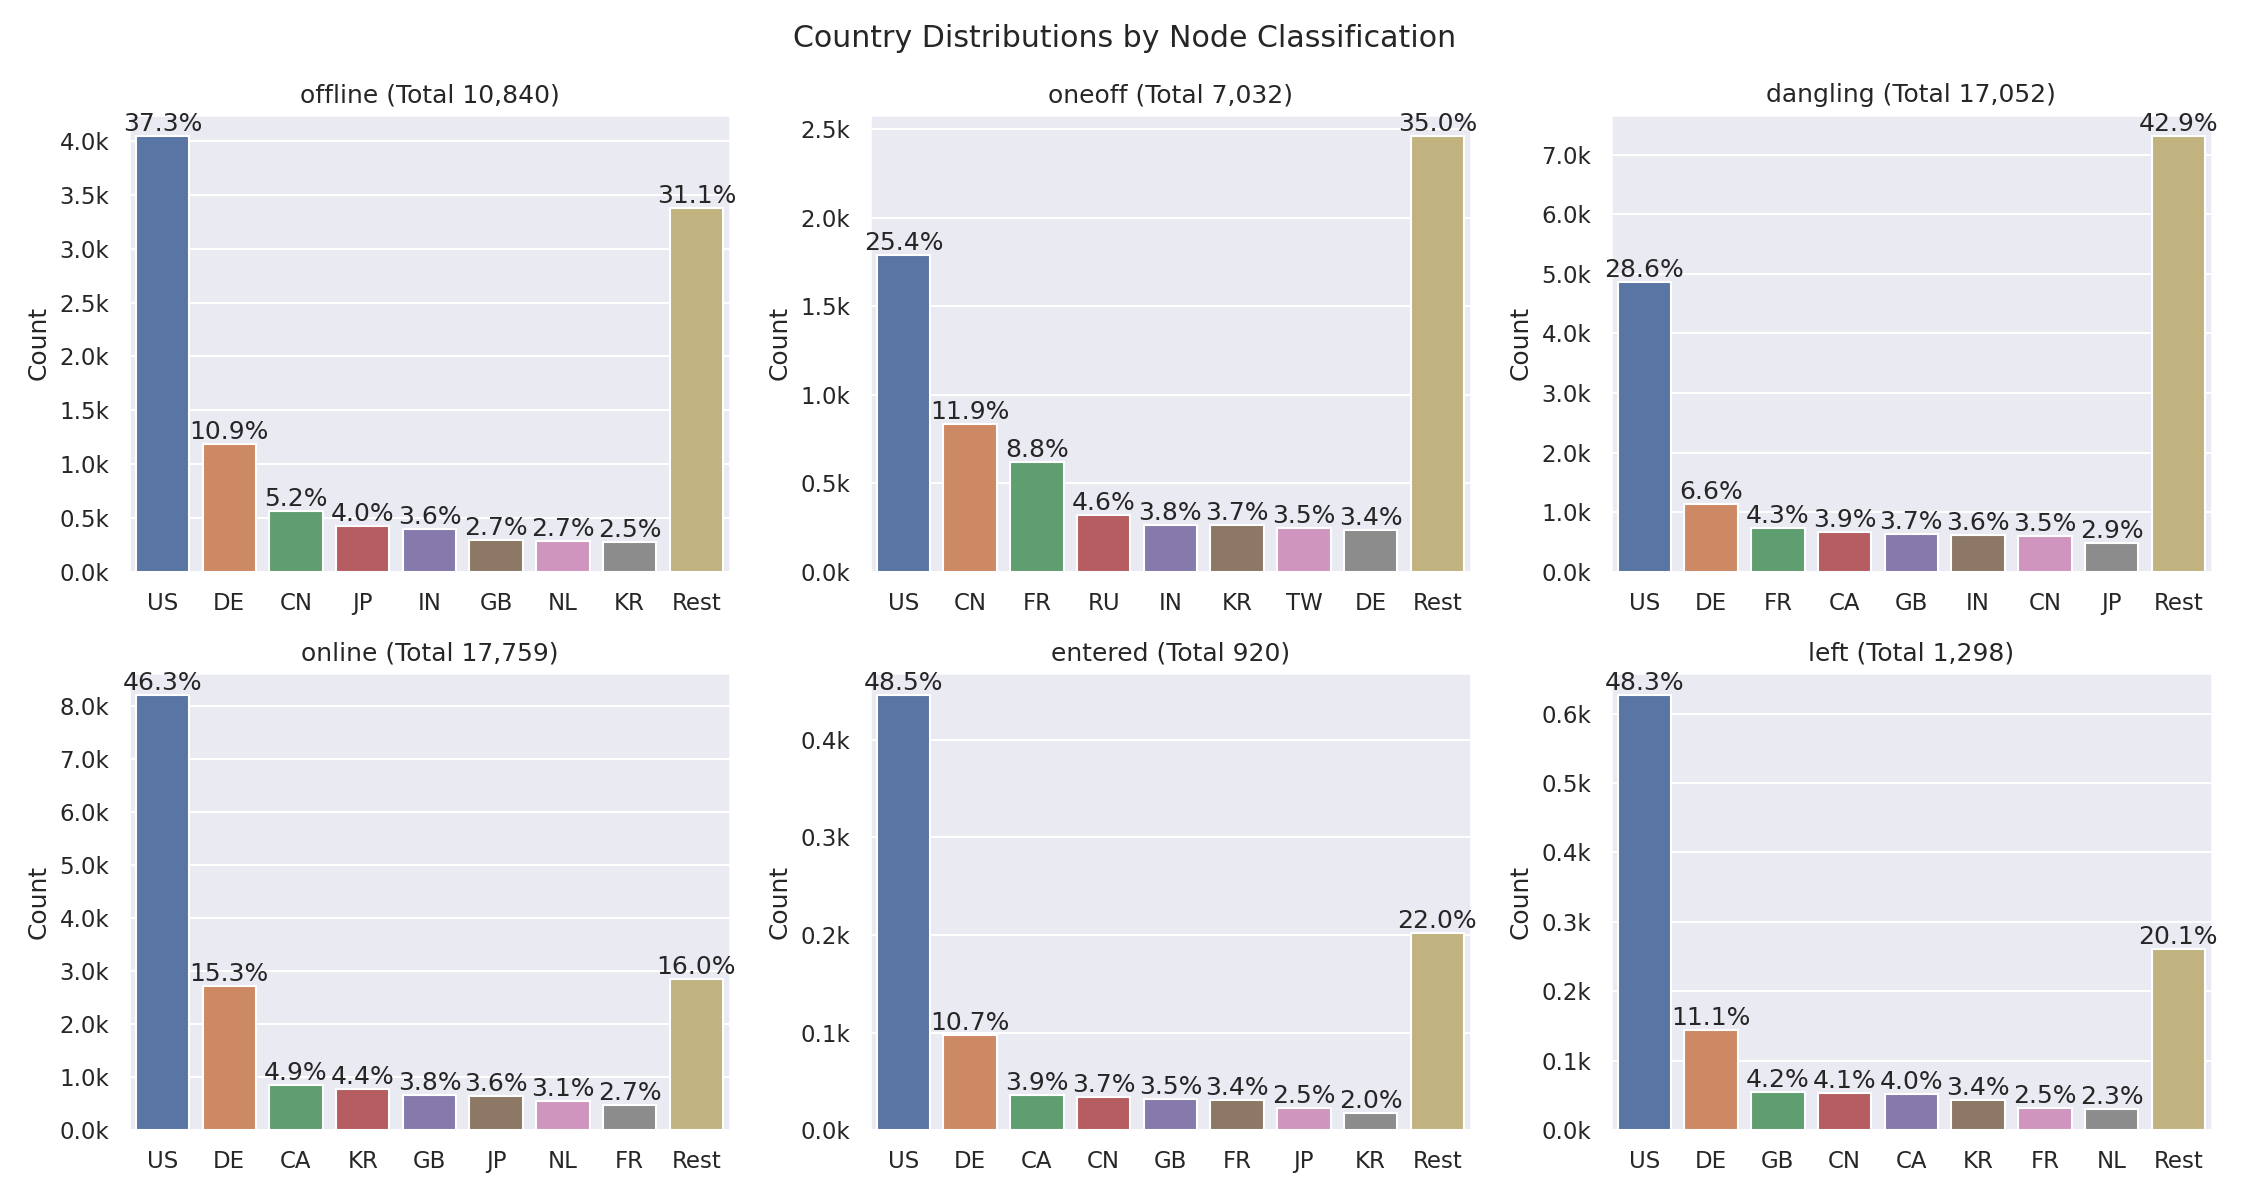 Country Distributions by Node Classification
offline (Total 10,840)
Count
4.0k
3.5k
3.0k
2.5k
2.0k
1.5k
1.0k
0.5k
0.0k
37.3%
10.9%
5.2%
4.0%
3.6%
2.7%
2.7%
2.5%
31.1%
US DE CN JP IN GB NL KR Rest
oneoff (Total 7,032)
Count
2.5k
2.0k
1.5k
1.0k
0.5k
0.0k
25.4%
11.9%
8.8%
4.6%
3.8%
3.7%
3.5%
3.4%
35.0%
US CN FR RU IN KR TW DE Rest
dangling (Total 17,052)
Count
7.0k
6.0k
5.0k
4.0k
3.0k
2.0k
1.0k
0.0k
28.6%
6.6%
4.3%
3.9%
3.7%
3.6%
3.5%
2.9%
42.9%
US DE FR CA GB IN CN JP Rest
online (Total 17,759)
Count
8.0k
7.0k
6.0k
5.0k
4.0k
3.0k
2.0k
1.0k
0.0k
46.3%
15.3%
4.9%
4.4%
3.8%
3.6%
3.1%
2.7%
16.0%
US DE CA KR GB JP NL FR Rest
entered (Total 920)
Count
0.4k
0.3k
0.2k
0.1k
0.0k
48.5%
10.7%
3.9%
3.7%
3.5%
3.4%
2.5%
2.0%
22.0%
US DE CA CN GB FR JP KR Rest
left (Total 1,298)
Count
0.6k
0.5k
0.4k
0.3k
0.2k
0.1k
0.0k
48.3%
11.1%
4.2%
4.1%
4.0%
3.4%
2.5%
2.3%
20.1%
US DE GB CN CA KR FR NL Rest